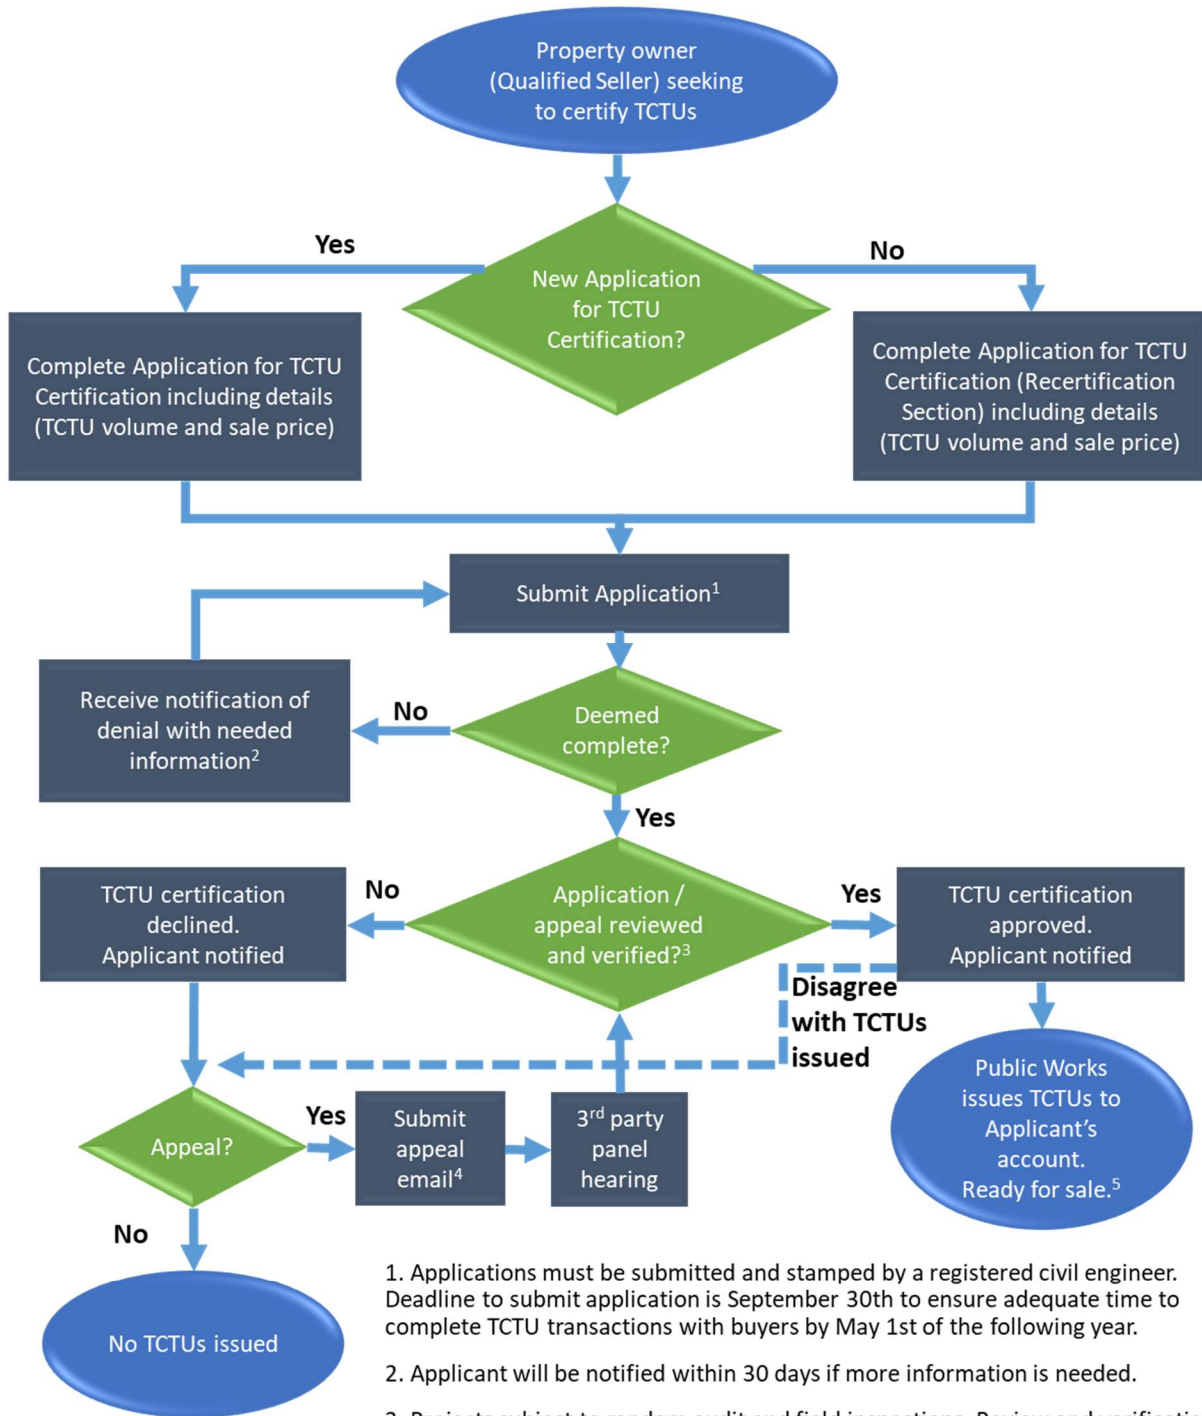 Property owner
(Qualified Seller) seeking
to certify TCTUs
Yes
No
New Application
for TCTU
Certification?
Complete Application for TCTU
Certification including details
(TCTU volume and sale price)
Complete Application for TCTU
Certification (Recertification
Section) including details
(TCTU volume and sale price)
Submit Application¹
Receive notification of
denial with needed
information²
No
Deemed
complete?
Yes
TCTU certification
declined.
Applicant notified
No
Application /
appeal reviewed
and verified?³
Yes
TCTU certification
approved.
Applicant notified
Disagree
with TCTUs
issued
Appeal?
Yes
Submit
appeal
email⁴
3rd party
panel
hearing
Public Works
issues TCTUs to
Applicant's
account.
Ready for sale.⁵
No
No TCTUs issued
1. Applications must be submitted and stamped by a registered civil engineer.
Deadline to submit application is September 30th to ensure adequate time to
complete TCTU transactions with buyers by May 1st of the following year.
2. Applicant will be notified within 30 days if more information is needed.